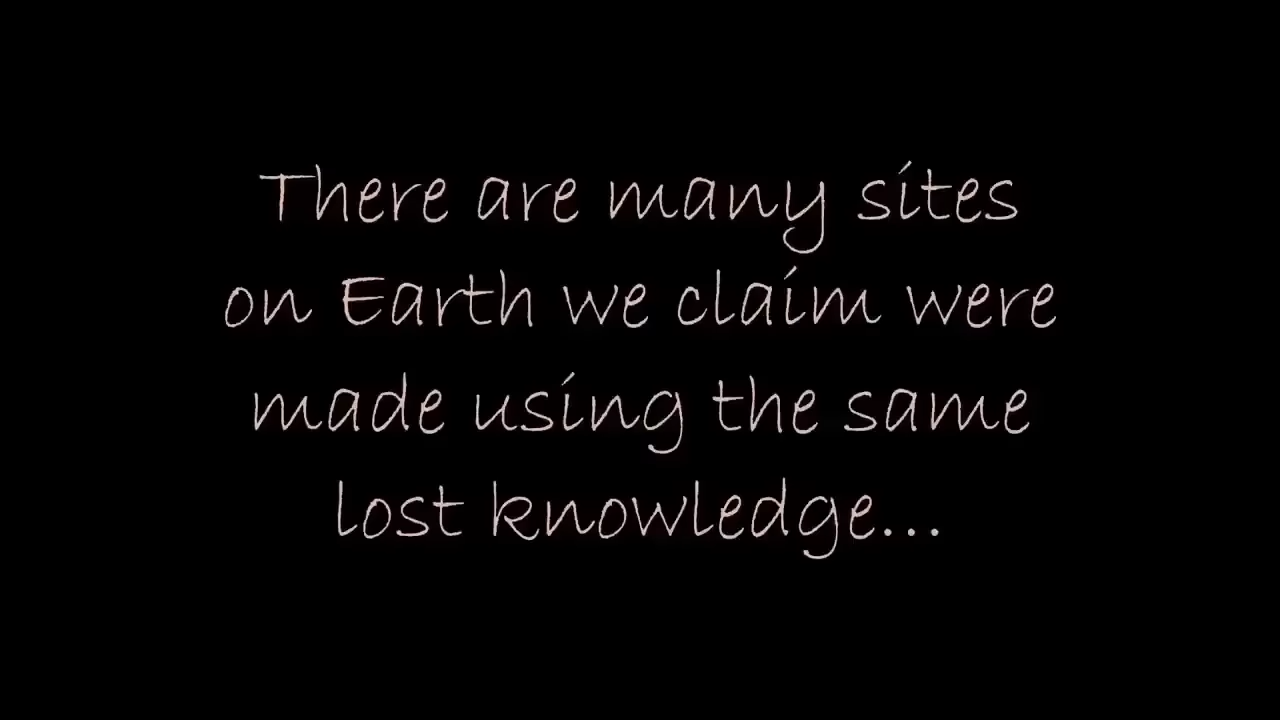 There are many sites
on Earth we claim were
made using the same
lost knowledge...